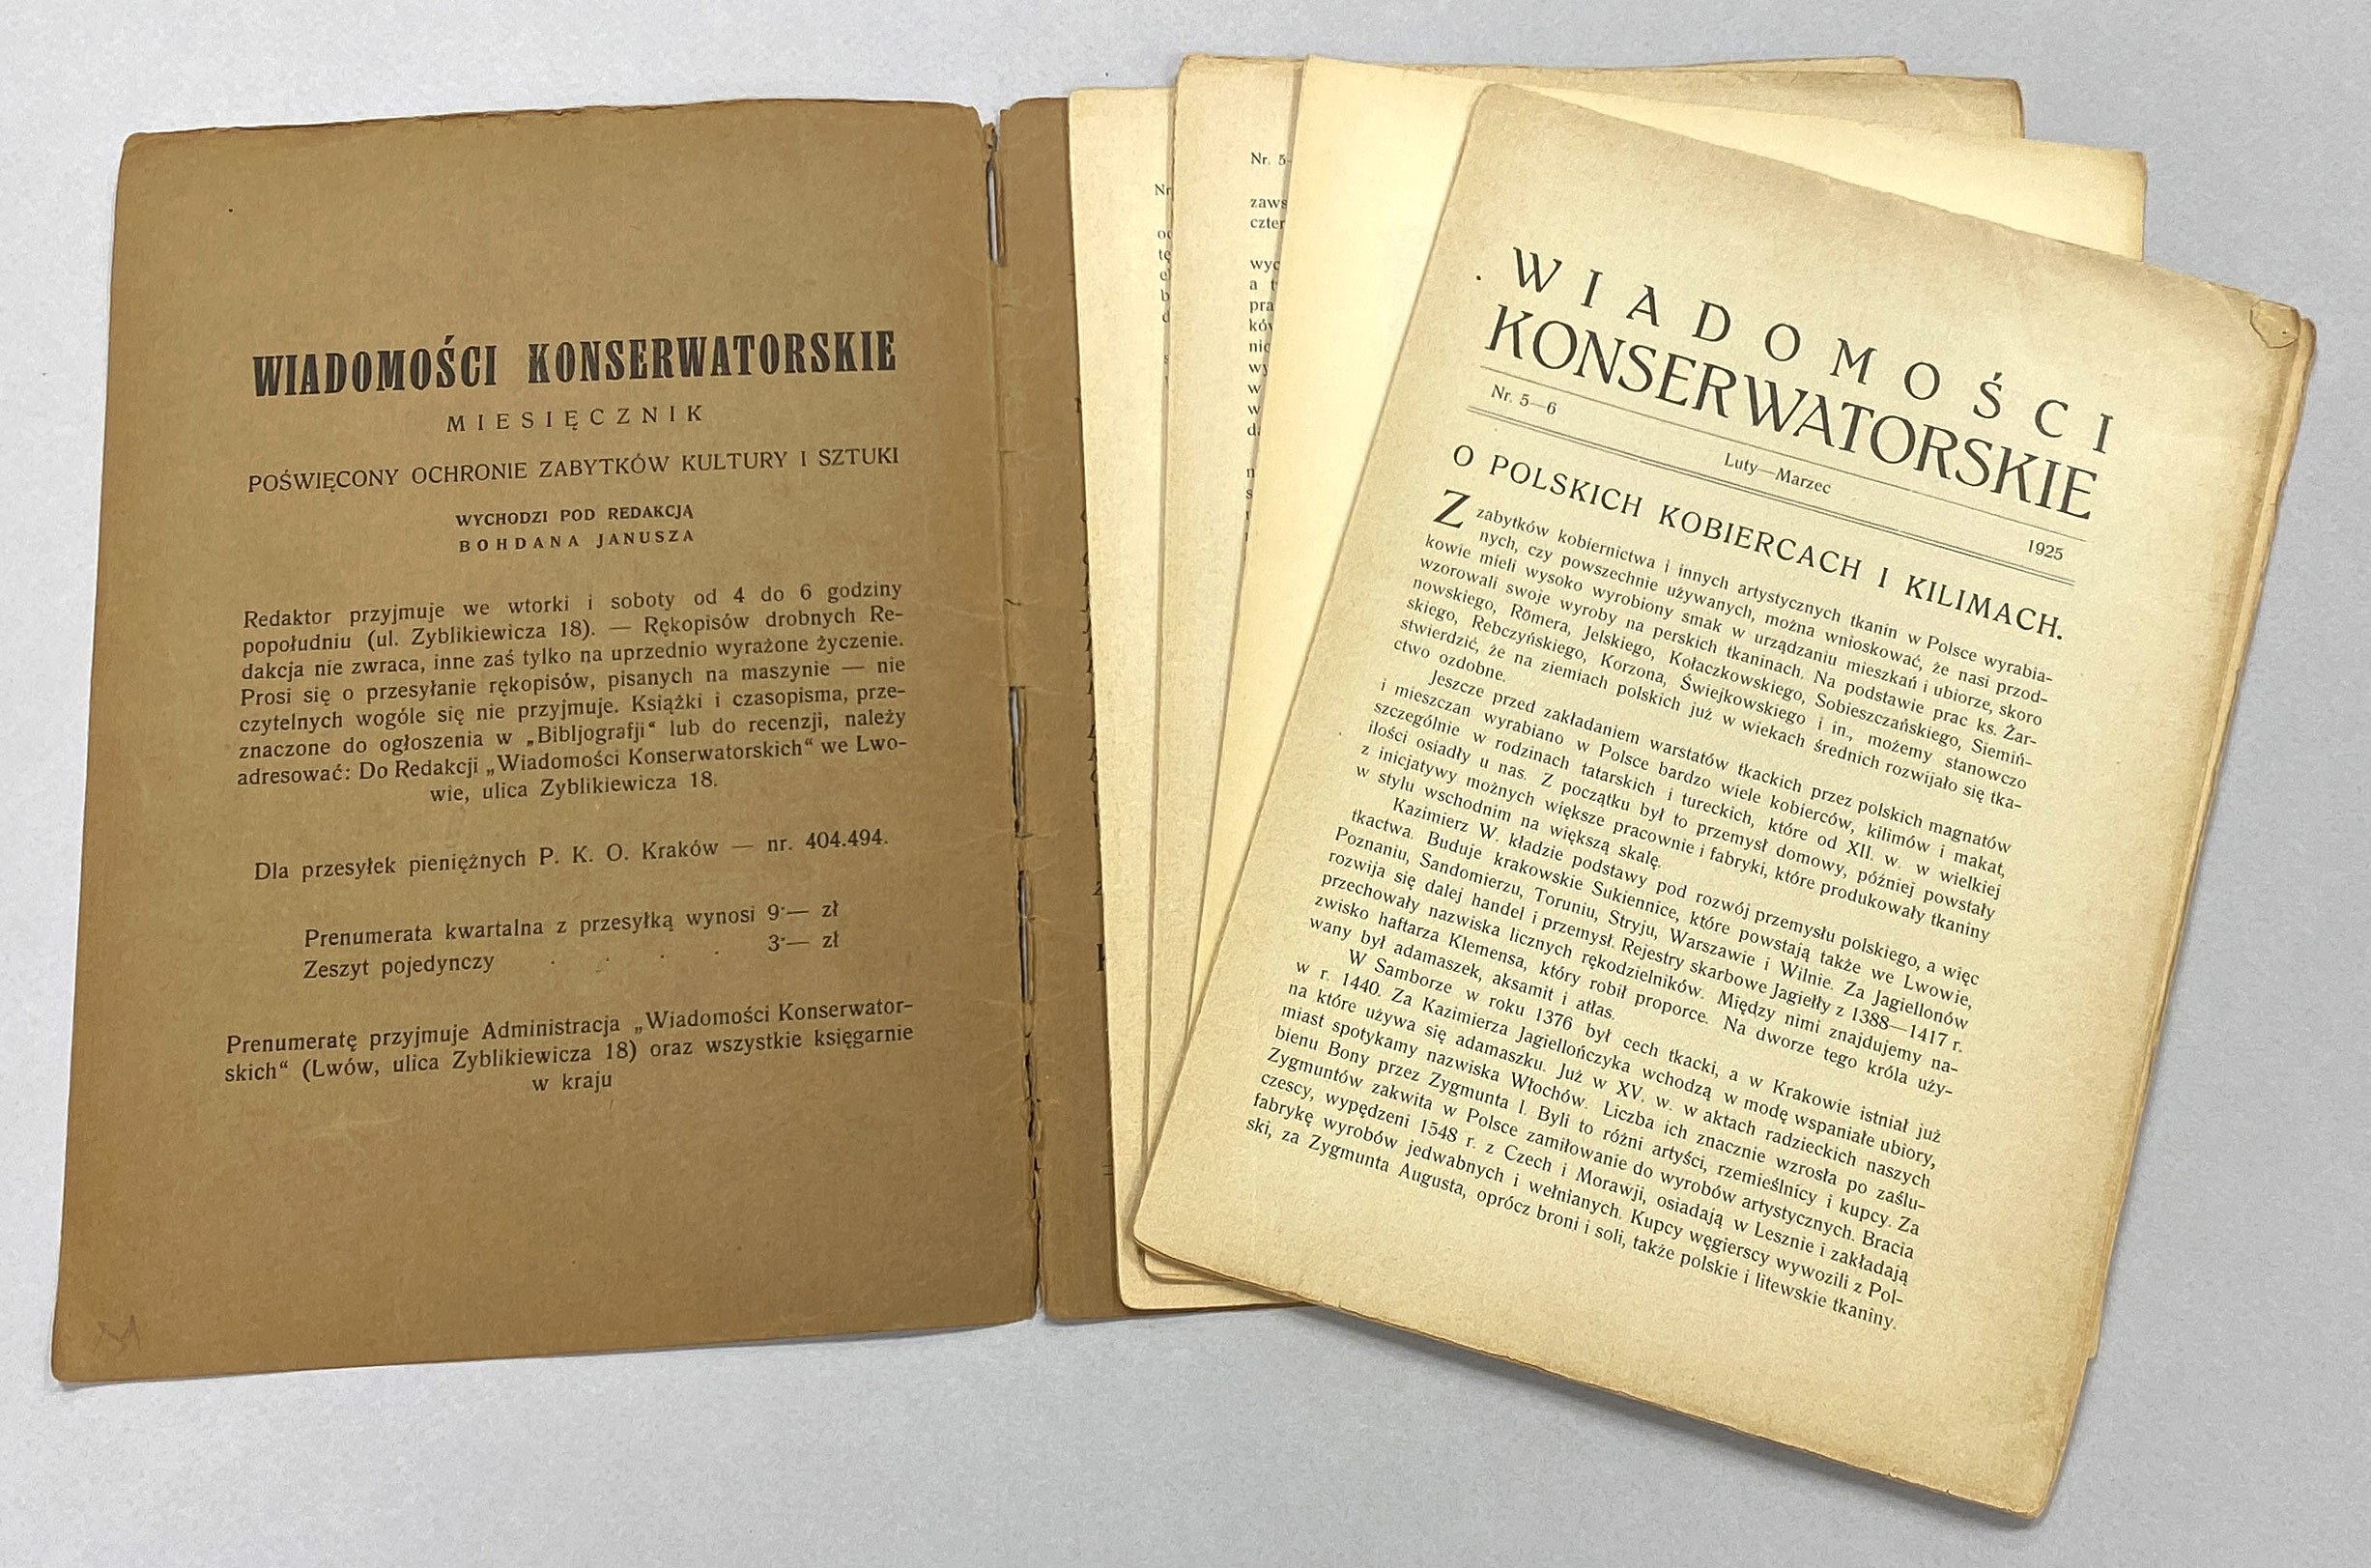 WIADOMOŚCI KONSERWATORSKIE
MIESIĘCZNIK
POŚWIĘCONY OCHRONIE ZABYTKÓW KULTURY I SZTUKI
WYCHODZI POD REDAKCJĄ
BOHDANA JANUSZA
Redaktor przyjmuje we wtorki i soboty od 4 do 6 godziny
popołudniu (ul. Zyblikiewicza 18). — Rękopisów drobnych Re-
dakcja nie zwraca, inne zaś tylko na uprzednio wyrażone życzenie.
Prosi się o przesyłanie rękopisów, pisanych na maszynie — nie
czytelnych wogóle się nie przyjmuje. Książki i czasopisma, prze-
znaczone do ogłoszenia w „Bibljografji“ lub do recenzji, należy
adresować: Do Redakcji „Wiadomości Konserwatorskich“ we Lwo-
wie, ulica Zyblikiewicza 18.
Dla przesyłek pieniężnych P. K. O. Kraków — nr. 404.494.
Prenumerata kwartalna z przesyłką wynosi 9·— zł
Zeszyt pojedynczy . . . . 3·— zł
Prenumeratę przyjmuje Administracja „Wiadomości Konserwator-
skich“ (Lwów, ulica Zyblikiewicza 18) oraz wszystkie księgarnie
w kraju
Nr
Nr. 5-
zaws
czter
wyc
a t
pra
ków
nic
WIADOMOŚCI
KONSERWATORSKIE
Nr. 5—6 Luty—Marzec 1925
O POLSKICH KOBIERCACH I KILIMACH.
Z zabytków kobiernictwa i innych artystycznych tkanin w Polsce wyrabia-
nych, czy powszechnie używanych, można wnioskować, że nasi przod-
kowie mieli wysoko wyrobiony smak w urządzaniu mieszkań i ubiorze, skoro
wzorowali swoje wyroby na perskich tkaninach. Na podstawie prac ks. Żar-
nowskiego, Römera, Jelskiego, Kołaczkowskiego, Sobieszczańskiego, Siemiń-
skiego, Rebczyńskiego, Korzona, Świejkowskiego i in., możemy stanowczo
stwierdzić, że na ziemiach polskich już w wiekach średnich rozwijało się tka-
ctwo ozdobne.
Jeszcze przed zakładaniem warstatów tkackich przez polskich magnatów
i mieszczan wyrabiano w Polsce bardzo wiele kobierców, kilimów i makat,
szczególnie w rodzinach tatarskich i tureckich, które od XII. w. w wielkiej
ilości osiadły u nas. Z początku był to przemysł domowy, później powstały
z inicjatywy możnych większe pracownie i fabryki, które produkowały tkaniny
w stylu wschodnim na większą skalę.
Kazimierz W. kładzie podstawy pod rozwój przemysłu polskiego, a więc
tkactwa. Buduje krakowskie Sukiennice, które powstają także we Lwowie,
Poznaniu, Sandomierzu, Toruniu, Stryju, Warszawie i Wilnie. Za Jagiellonów
rozwija się dalej handel i przemysł. Rejestry skarbowe Jagiełły z 1388—1417 r.
przechowały nazwiska licznych rękodzielników. Między nimi znajdujemy na-
zwisko haftarza Klemensa, który robił proporce. Na dworze tego króla uży-
wany był adamaszek, aksamit i atłas.
W Samborze w roku 1376 był cech tkacki, a w Krakowie istniał już
w r. 1440. Za Kazimierza Jagiellończyka wchodzą w modę wspaniałe ubiory,
na które używa się adamaszku. Już w XV. w. w aktach radzieckich naszych
miast spotykamy nazwiska Włochów. Liczba ich znacznie wzrosła po zaślu-
bienu Bony przez Zygmunta I. Byli to różni artyści, rzemieślnicy i kupcy. Za
Zygmuntów zakwita w Polsce zamiłowanie do wyrobów artystycznych. Bracia
czescy, wypędzeni 1548 r. z Czech i Morawji, osiadają w Lesznie i zakładają
fabrykę wyrobów jedwabnych i wełnianych. Kupcy węgierscy wywozili z Pol-
ski, za Zygmunta Augusta, oprócz broni i soli, także polskie i litewskie tkaniny.